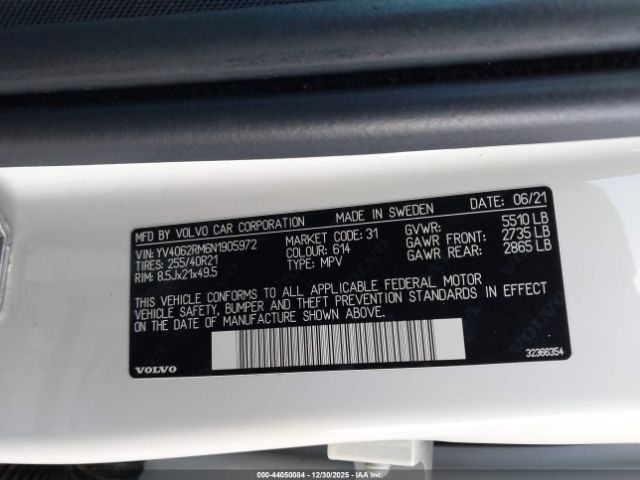 MFD BY VOLVO CAR CORPORATION MADE IN SWEDEN DATE: 06/21
VIN: YV4062RM6N1905972 MARKET CODE: 31 GVWR: 5510 LB
TIRES: 255/40R21 COLOUR: 614 GAWR FRONT: 2735 LB
RIM: 8.5Jx21x49.5 TYPE: MPV GAWR REAR: 2865 LB
THIS VEHICLE CONFORMS TO ALL APPLICABLE FEDERAL MOTOR
VEHICLE SAFETY, BUMPER AND THEFT PREVENTION STANDARDS IN EFFECT
ON THE DATE OF MANUFACTURE SHOWN ABOVE.
VOLVO 32366354
000-44050084 - 12/30/2025 - IAA Inc.